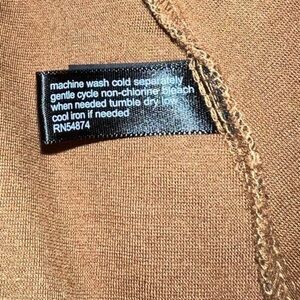 machine wash cold separately
gentle cycle non-chlorine bleach
when needed tumble dry low
cool iron if needed
RN54874